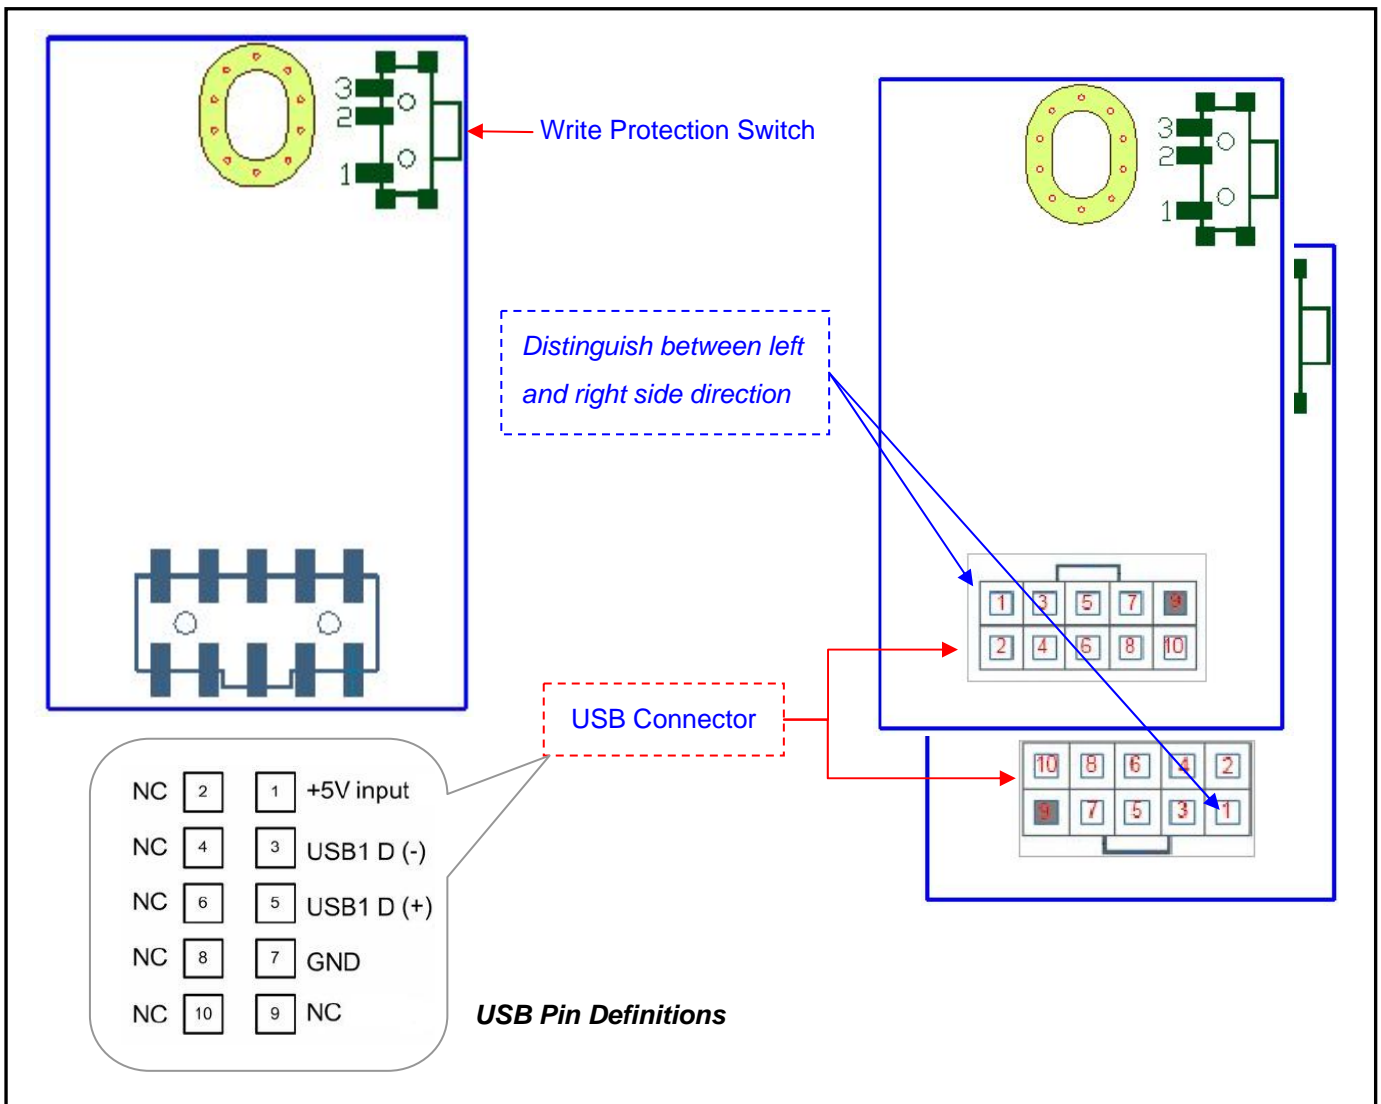 3
2
1
Write Protection Switch
3
2
1
Distinguish between left
and right side direction
1 3 5 7 9
2 4 6 8 10
USB Connector
10 8 6 4 2
9 7 5 3 1
NC 2 1 +5V input
NC 4 3 USB1 D (-)
NC 6 5 USB1 D (+)
NC 8 7 GND
NC 10 9 NC
USB Pin Definitions